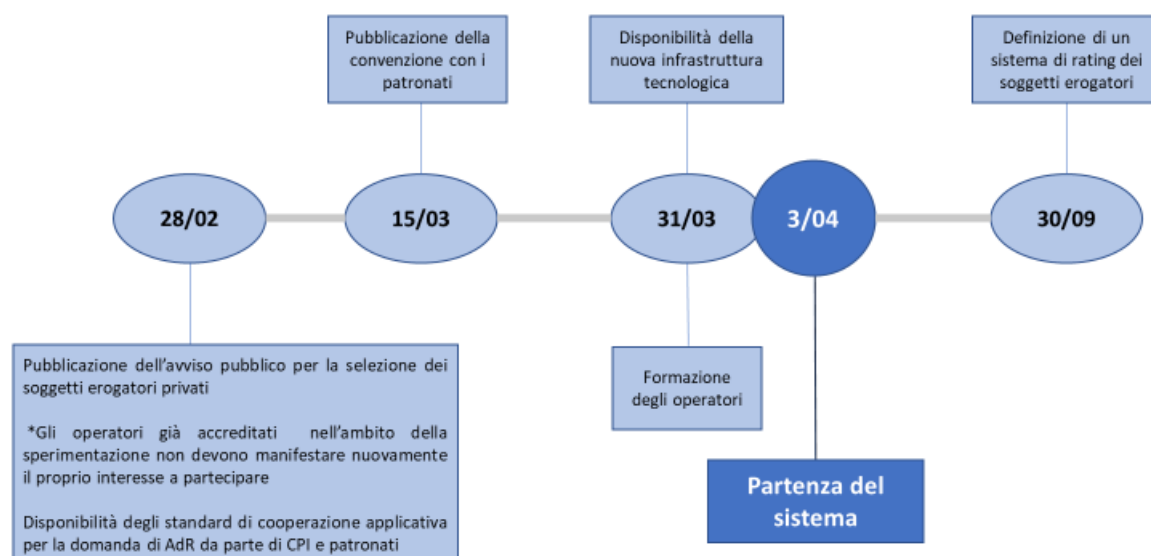 Pubblicazione della
convenzione con i
patronati
Disponibilità della
nuova infrastruttura
tecnologica
Definizione di un
sistema di rating dei
soggetti erogatori
28/02
15/03
31/03
3/04
30/09
Pubblicazione dell'avviso pubblico per la selezione dei
soggetti erogatori privati
*Gli operatori già accreditati nell'ambito della
sperimentazione non devono manifestare nuovamente
il proprio interesse a partecipare
Disponibilità degli standard di cooperazione applicativa
per la domanda di AdR da parte di CPI e patronati
Formazione
degli operatori
Partenza del
sistema